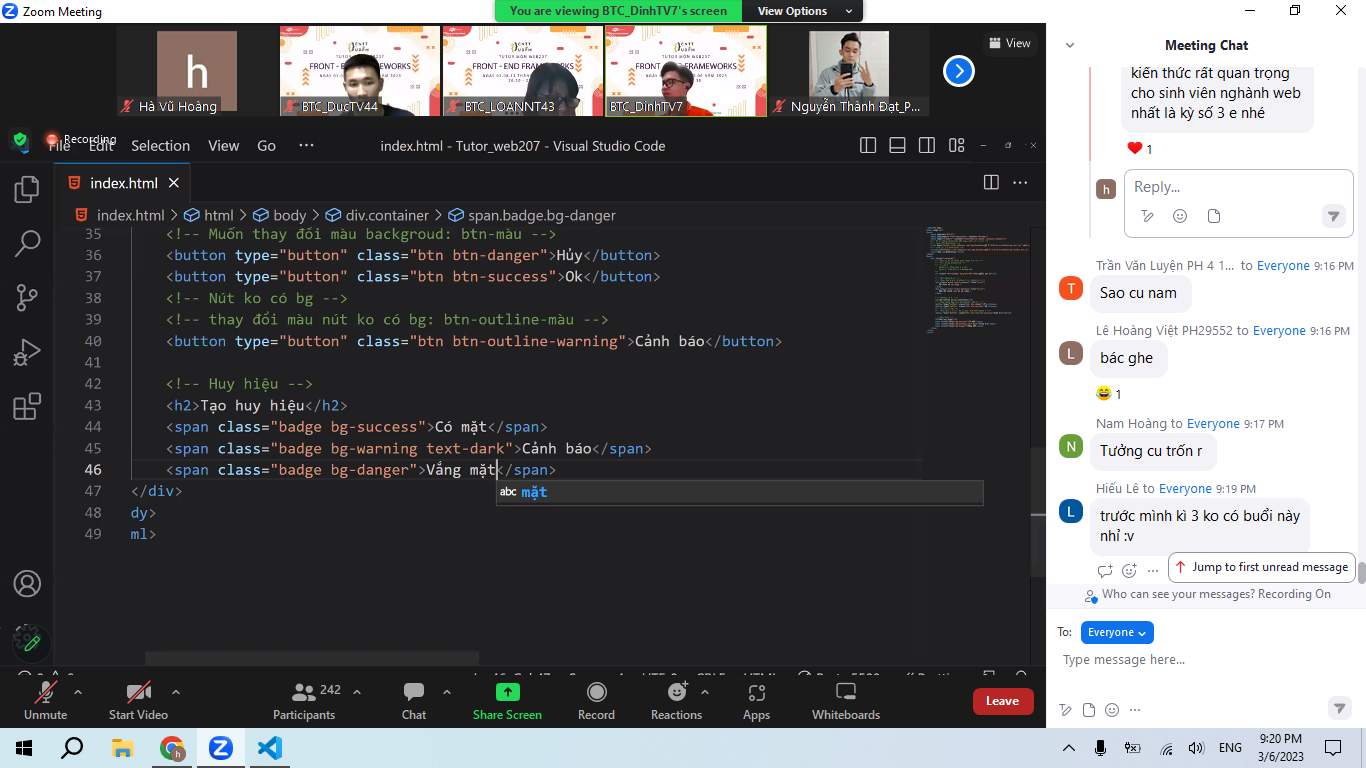 Zoom Meeting
You are viewing BTC_DinhTV7's screen
View Options
h
Hà Vũ Hoàng
BTC_DucTV44
BTC_LOANNT43
BTC_DinhTV7
Nguyễn Thành Đạt_P...
View
FRONT - END FRAMEWORKS
Recording
File Edit Selection View Go ...
index.html - Tutor_web207 - Visual Studio Code
index.html
index.html > html > body > div.container > span.badge.bg-danger
35 <!-- Muốn thay đổi màu backgroud: btn-màu -->
36 <button type="button" class="btn btn-danger">Hủy</button>
37 <button type="button" class="btn btn-success">Ok</button>
38 <!-- Nút ko có bg -->
39 <!-- thay đổi màu nút ko có bg: btn-outline-màu -->
40 <button type="button" class="btn btn-outline-warning">Cảnh báo</button>
41
42 <!-- Huy hiệu -->
43 <h2>Tạo huy hiệu</h2>
44 <span class="badge bg-success">Có mặt</span>
45 <span class="badge bg-warning text-dark">Cảnh báo</span>
46 <span class="badge bg-danger">Vắng mặt</span>
abc mặt
47 </div>
48 dy>
49 ml>
Unmute
Start Video
242
Participants
Chat
Share Screen
Record
Reactions
Apps
Whiteboards
Leave
Meeting Chat
kiến thức rất quan trọng
cho sinh viên nghành web
nhất là kỳ số 3 e nhé
1
h
Reply...
Trần Văn Luyện PH 4 1... to Everyone 9:16 PM
T
Sao cu nam
Lê Hoàng Việt PH29552 to Everyone 9:16 PM
L
bác ghe
1
Nam Hoàng to Everyone 9:17 PM
N
Tưởng cu trốn r
Hiếu Lê to Everyone 9:19 PM
L
trước mình kì 3 ko có buổi này
nhỉ :v
Jump to first unread message
Who can see your messages? Recording On
To: Everyone
Type message here...
ENG
9:20 PM
3/6/2023